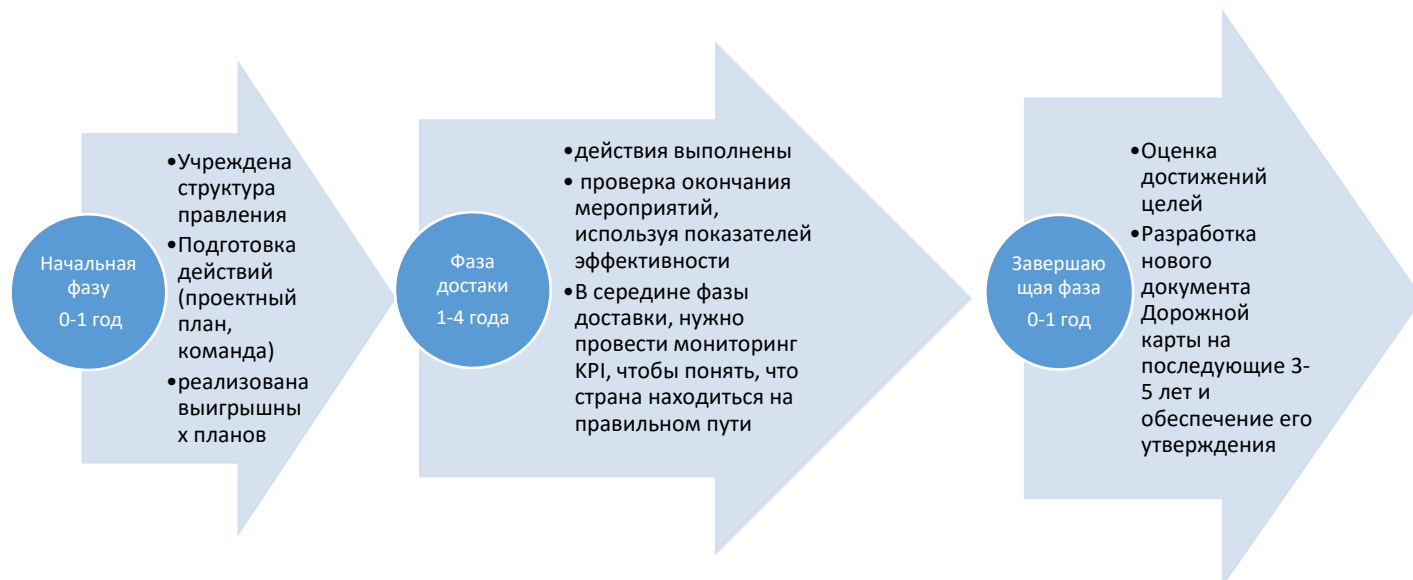 Начальная
фазу
0-1 год
•Учреждена
структура
правления
•Подготовка
действий
(проектный
план,
команда)
•реализована
выигрышны
х планов
Фаза
достаки
1-4 года
•действия выполнены
• проверка окончания
мероприятий,
используя показателей
эффективности
•В середине фазы
доставки, нужно
провести мониторинг
KPI, чтобы понять, что
страна находиться на
правильном пути
Завершаю
щая фаза
0-1 год
•Оценка
достижений
целей
•Разработка
нового
документа
Дорожной
карты на
последующие 3-
5 лет и
обеспечение его
утверждения